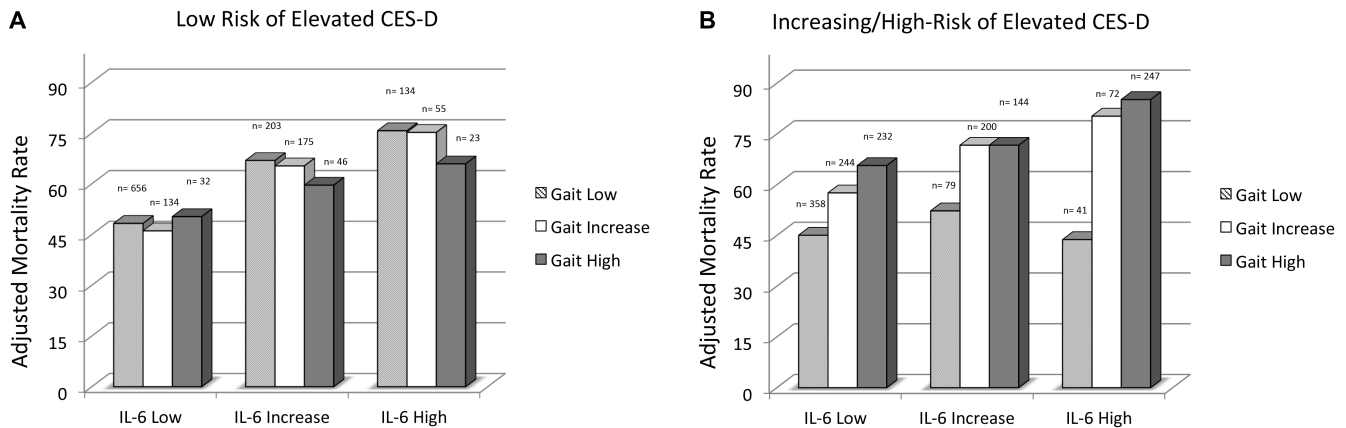 A
Low Risk of Elevated CES-D
Adjusted Mortality Rate
90
75
60
45
30
15
0
n= 656
n= 134
n= 32
n= 203
n= 175
n= 46
n= 134
n= 55
n= 23
IL-6 Low
IL-6 Increase
IL-6 High
Gait Low
Gait Increase
Gait High
B
Increasing/High-Risk of Elevated CES-D
Adjusted Mortality Rate
90
75
60
45
30
15
0
n= 358
n= 244
n= 232
n= 79
n= 200
n= 144
n= 41
n= 72
n= 247
IL-6 Low
IL-6 Increase
IL-6 High
Gait Low
Gait Increase
Gait High